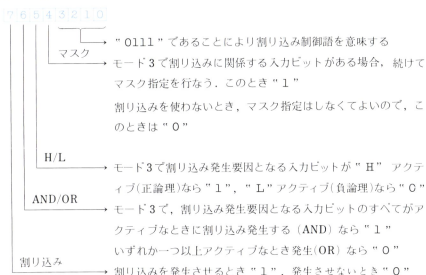 7 6 5 4 3 2 1 0
"0111"であることにより割り込み制御語を意味する
マスク
モード3で割り込みに関係する入力ビットがある場合，続けて
マスク指定を行なう．このとき"1"
割り込みを使わないとき，マスク指定はしなくてよいので，こ
のときは"0"
H/L
モード3で割り込み発生要因となる入力ビットが"H"アクテ
ィブ(正論理)なら"1"，"L"アクティブ(負論理)なら"0"
AND/OR
モード3で，割り込み発生要因となる入力ビットのすべてがア
クティブなときに割り込み発生する（AND）なら"1"
いずれか一つ以上アクティブなとき発生(OR）なら"0"
割り込み
割り込みを発生させるとき"1"，発生させないとき"0"